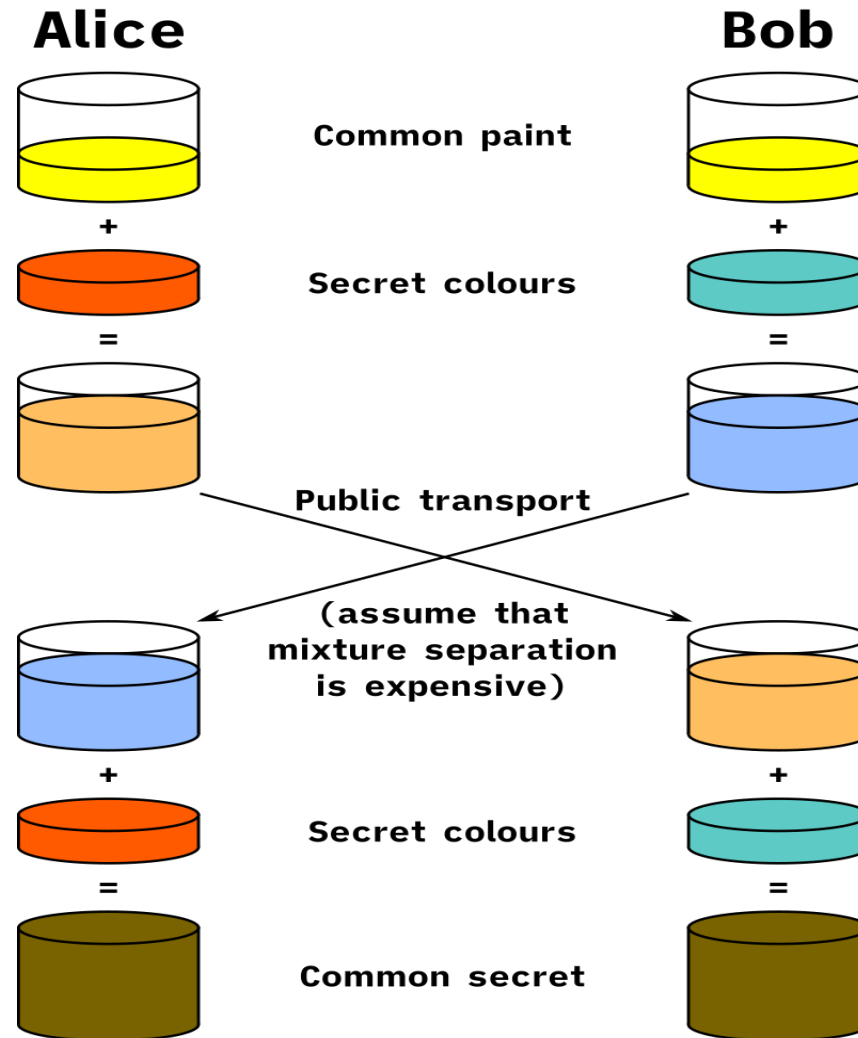 Alice Bob
Common paint
+ +
Secret colours
= =
Public transport
(assume that
mixture separation
is expensive)
+ +
Secret colours
= =
Common secret